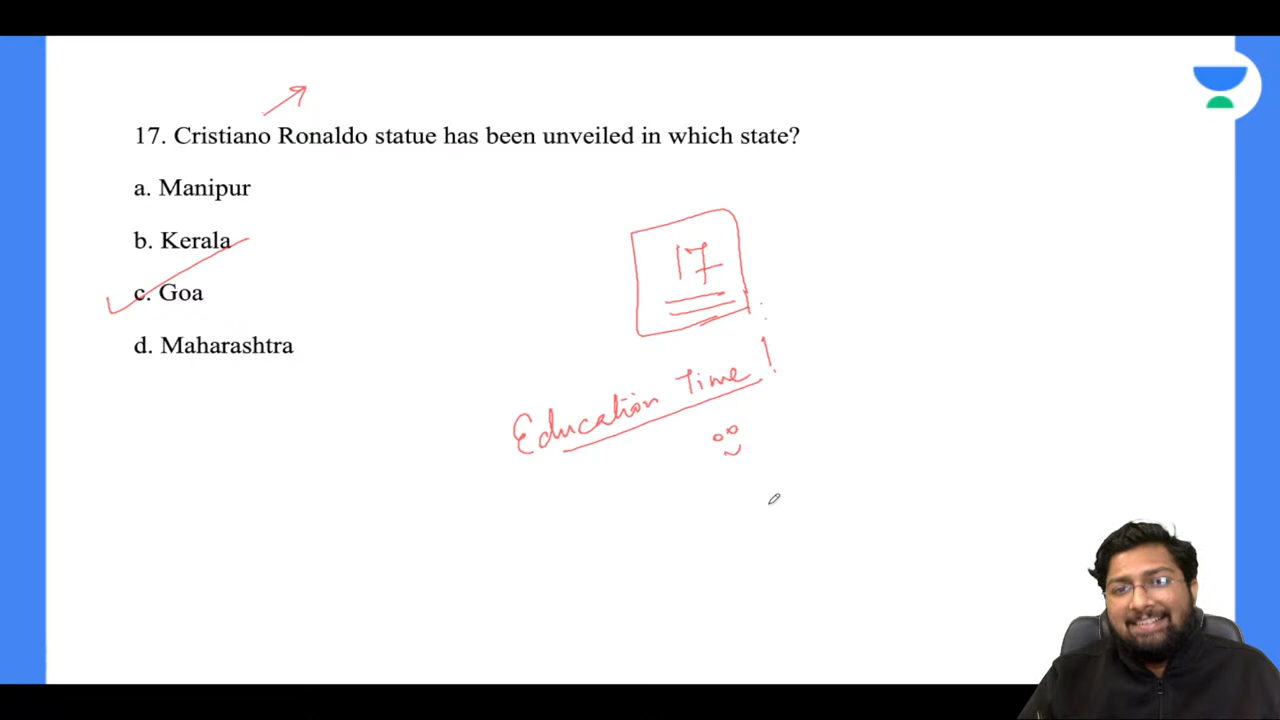 17. Cristiano Ronaldo statue has been unveiled in which state?
a. Manipur
b. Kerala
c. Goa
d. Maharashtra
17
Education Time!